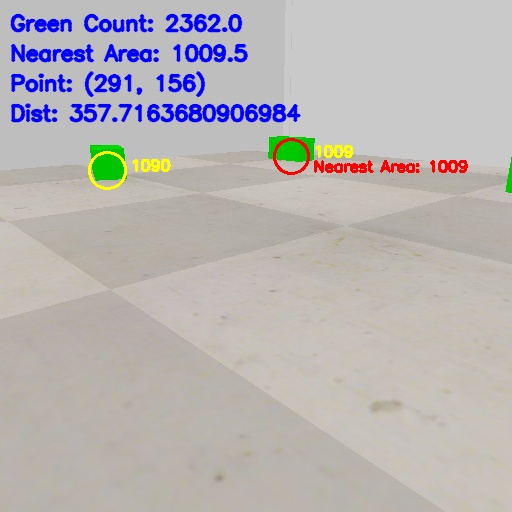 Green Count: 2362.0
Nearest Area: 1009.5
Point: (291, 156)
Dist: 357.7163680906984
1090
1009
Nearest Area: 1009